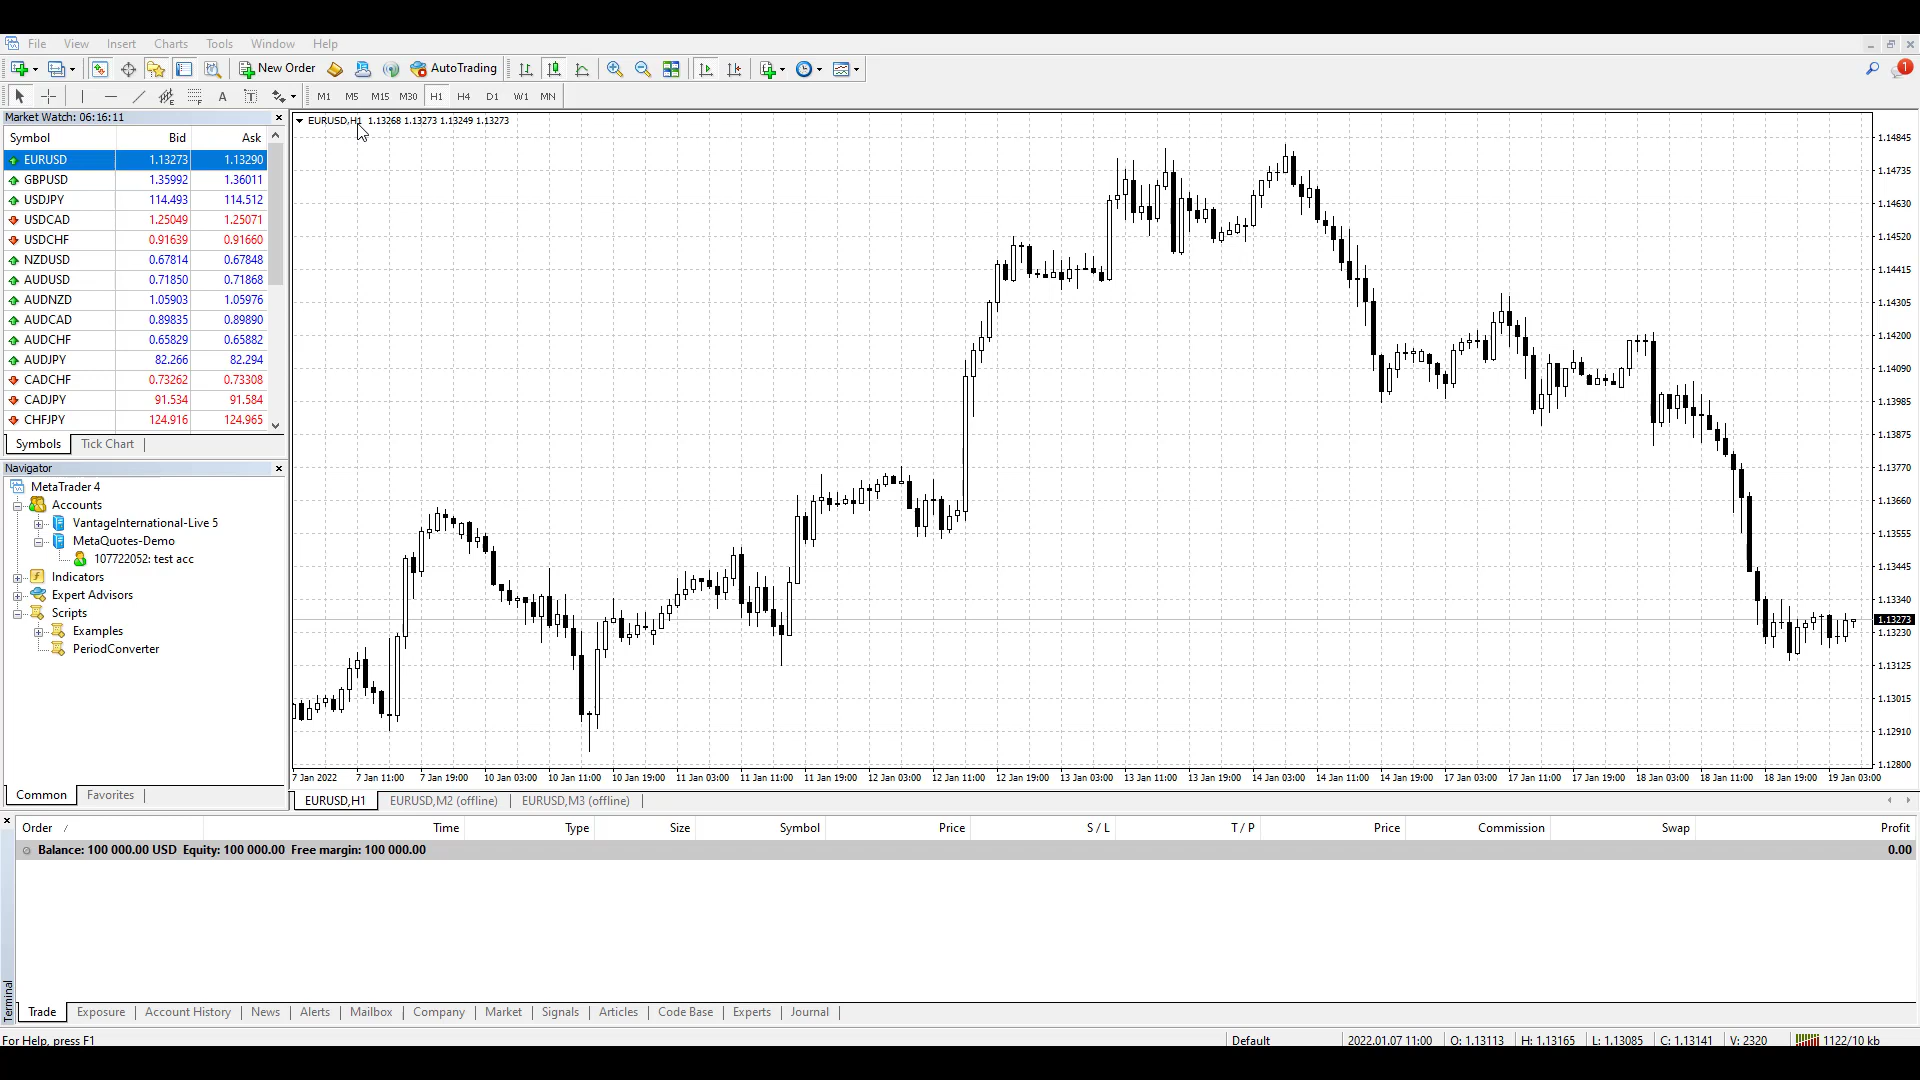 File View Insert Charts Tools Window Help
New Order AutoTrading 1
A T M1 M5 M15 M30 H1 H4 D1 W1 MN
Market Watch: 06:16:11
Symbol Bid Ask
EURUSD 1.13273 1.13290
GBPUSD 1.35992 1.36011
USDJPY 114.493 114.512
USDCAD 1.25049 1.25071
USDCHF 0.91639 0.91660
NZDUSD 0.67814 0.67848
AUDUSD 0.71850 0.71868
AUDNZD 1.05903 1.05976
AUDCAD 0.89835 0.89890
AUDCHF 0.65829 0.65882
AUDJPY 82.266 82.294
CADCHF 0.73262 0.73308
CADJPY 91.534 91.584
CHFJPY 124.916 124.965
Symbols Tick Chart
Navigator
MetaTrader 4
Accounts
VantageInternational-Live 5
MetaQuotes-Demo
107722052: test acc
Indicators
Expert Advisors
Scripts
Examples
PeriodConverter
Common Favorites
EURUSD,H1 1.13268 1.13273 1.13249 1.13273
1.14845
1.14735
1.14630
1.14520
1.14415
1.14305
1.14200
1.14090
1.13985
1.13875
1.13770
1.13660
1.13555
1.13445
1.13340
1.13273
1.13230
1.13125
1.13015
1.12910
1.12800
7 Jan 2022 7 Jan 11:00 7 Jan 19:00 10 Jan 03:00 10 Jan 11:00 10 Jan 19:00 11 Jan 03:00 11 Jan 11:00 11 Jan 19:00 12 Jan 03:00 12 Jan 11:00 12 Jan 19:00 13 Jan 03:00 13 Jan 11:00 13 Jan 19:00 14 Jan 03:00 14 Jan 11:00 14 Jan 19:00 17 Jan 03:00 17 Jan 11:00 17 Jan 19:00 18 Jan 03:00 18 Jan 11:00 18 Jan 19:00 19 Jan 03:00
EURUSD,H1 EURUSD,M2 (offline) EURUSD,M3 (offline)
Order / Time Type Size Symbol Price S / L T / P Price Commission Swap Profit
Balance: 100 000.00 USD Equity: 100 000.00 Free margin: 100 000.00 0.00
Terminal
Trade Exposure Account History News Alerts Mailbox Company Market Signals Articles Code Base Experts Journal
For Help, press F1 Default 2022.01.07 11:00 O: 1.13113 H: 1.13165 L: 1.13085 C: 1.13141 V: 2320 1122/10 kb